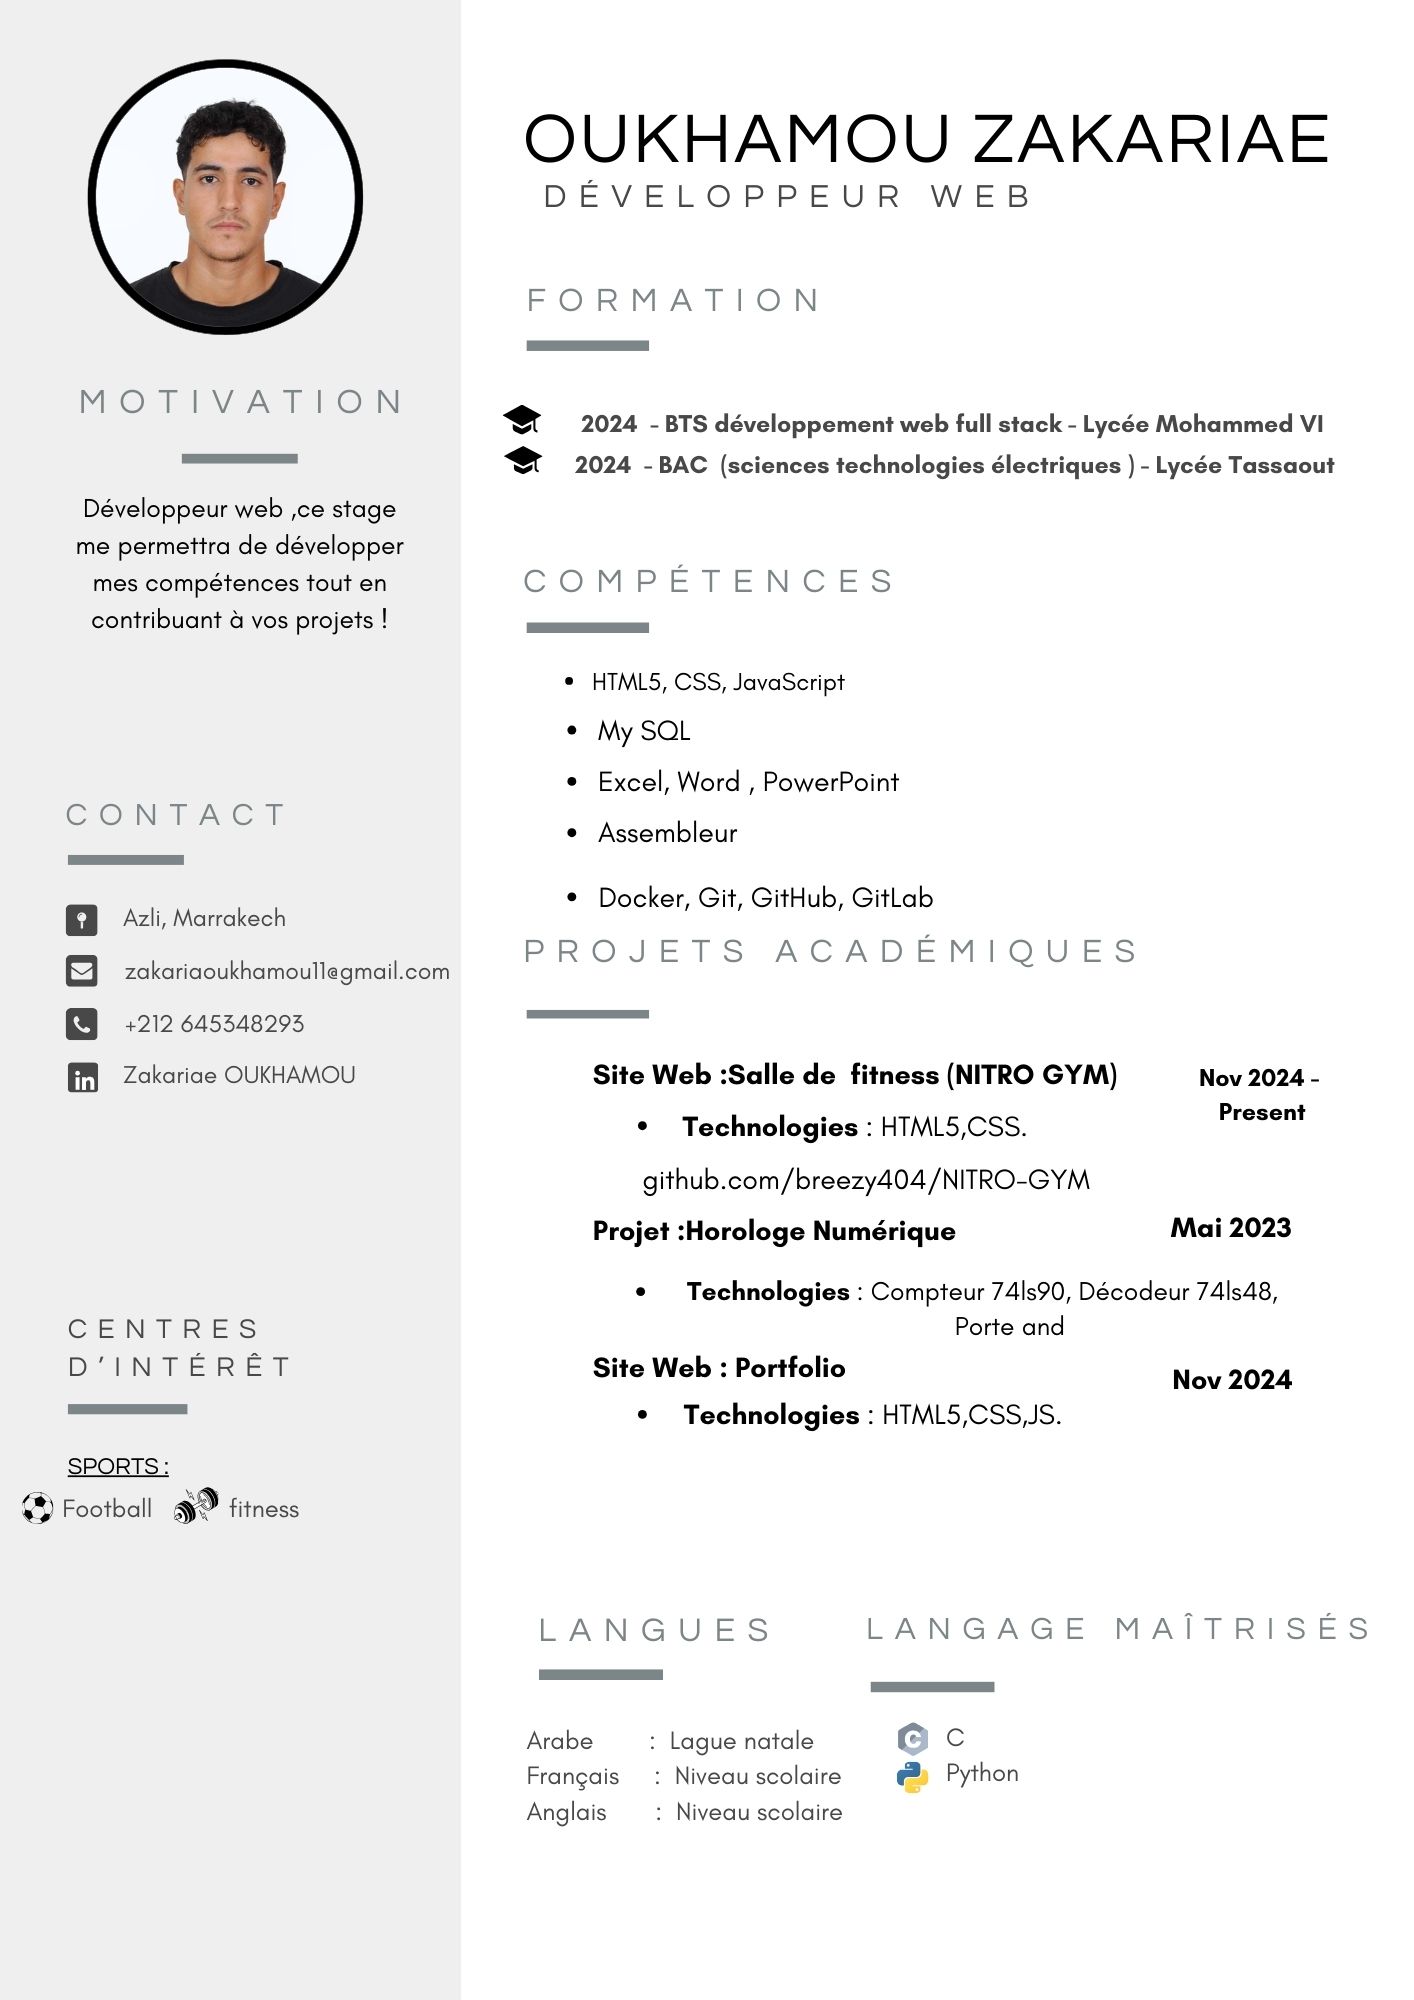 OUKHAMOU ZAKARIAE
DÉVELOPPEUR WEB
MOTIVATION
Développeur web ,ce stage
me permettra de développer
mes compétences tout en
contribuant à vos projets !
CONTACT
Azli, Marrakech
zakariaoukhamou11@gmail.com
+212 645348293
Zakariae OUKHAMOU
CENTRES
D’INTÉRÊT
SPORTS :
Football fitness
FORMATION
2024 - BTS développement web full stack - Lycée Mohammed VI
2024 - BAC (sciences technologies électriques ) - Lycée Tassaout
COMPÉTENCES
• HTML5, CSS, JavaScript
• My SQL
• Excel, Word , PowerPoint
• Assembleur
• Docker, Git, GitHub, GitLab
PROJETS ACADÉMIQUES
Site Web :Salle de fitness (NITRO GYM)
Nov 2024 -
Present
• Technologies : HTML5,CSS.
github.com/breezy404/NITRO-GYM
Projet :Horologe Numérique
Mai 2023
• Technologies : Compteur 74ls90, Décodeur 74ls48,
Porte and
Site Web : Portfolio
Nov 2024
• Technologies : HTML5,CSS,JS.
LANGUES
Arabe : Lague natale
Français : Niveau scolaire
Anglais : Niveau scolaire
LANGAGE MAÎTRISÉS
C
Python